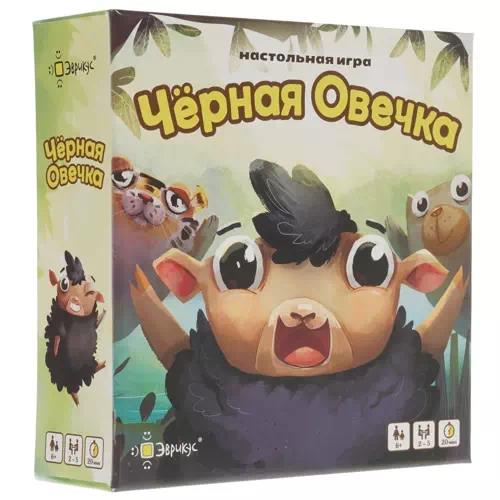 Эврикус®
настольная игра
Чёрная Овечка
Чёрная
Овечка
Эврикус®
6+
2-5
20 мин
6+
2-5
20 мин